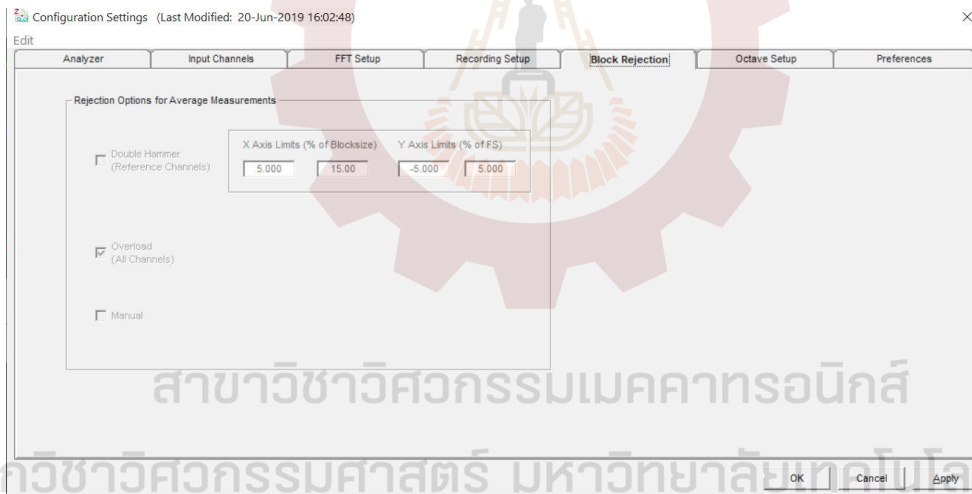 Configuration Settings (Last Modified: 20-Jun-2019 16:02:48)
Edit
Analyzer Input Channels FFT Setup Recording Setup Block Rejection Octave Setup Preferences
Rejection Options for Average Measurements
X Axis Limits (% of Blocksize) Y Axis Limits (% of FS)
Double Hammer
(Reference Channels)
5.000 15.00 -5.000 5.000
Overload
(All Channels)
Manual
สาขาวิชาวิศวกรรมเมคคาทรอนิกส์
วิชาวิศวกรรมศาสตร์ มหาวิทยาลัยเทคโนโล
OK Cancel Apply